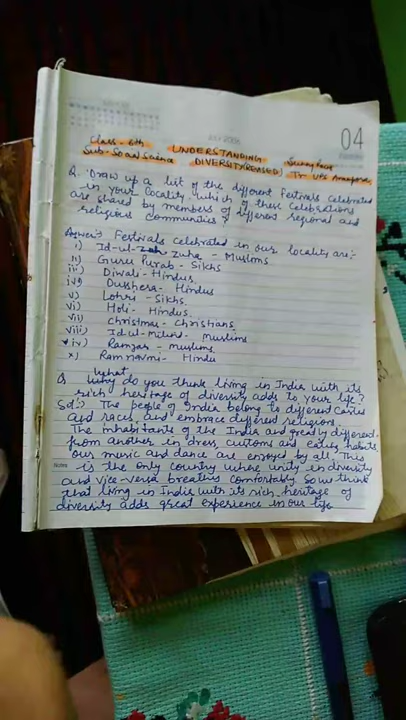 04
Class - 6th UNDERSTANDING
Sub-Social Science DIVERSITY(REVISED) Tr UPS
Q. Draw up a list of the different festivals celebrated
in your locality. which of these celebrations
are shared by members of different regional and
religious communities?
Answer:- Festivals celebrated in our locality are:-
i) Id-ul-zuha - Muslims
ii) Guru Purab - Sikhs
iii) Diwali - Hindus
iv) Dusshera - Hindus
v) Lohri - Sikhs
vi) Holi - Hindus
vii) Christmas - Christians
viii) Id-ul-Milad - muslims
ix) Ramzan - muslims
x) Ram navmi - Hindu
What
Q Why do you think living in India with its
rich heritage of diversity adds to your life?
Sol:-) The people of India belong to different castes
and races, and embrace different religions.
The inhabitants of the India are greatly different
from another in dress, customs and eating habits
our music and dance are enjoyed by all. This
Notes is the only country where unity in diversity
and vice-versa breathes comfortably. So we think
that living in India with its rich heritage of
diversity adds great experience in our life